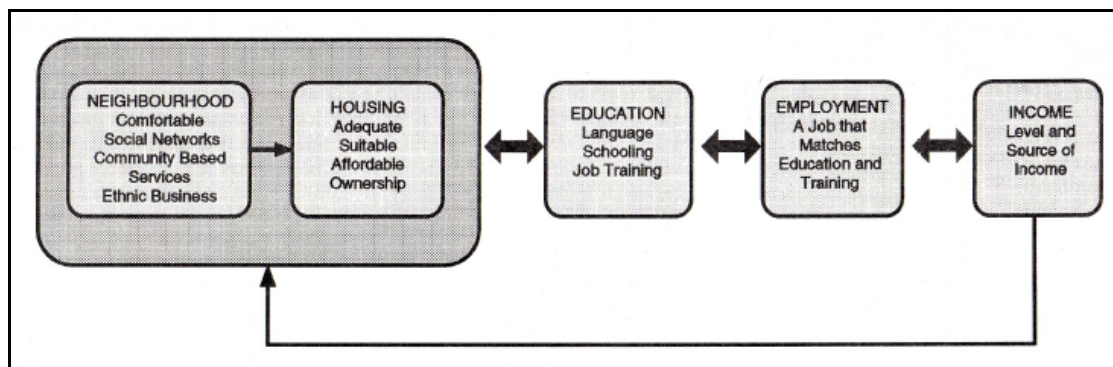 NEIGHBOURHOOD
Comfortable
Social Networks
Community Based
Services
Ethnic Business
HOUSING
Adequate
Suitable
Affordable
Ownership
EDUCATION
Language
Schooling
Job Training
EMPLOYMENT
A Job that
Matches
Education and
Training
INCOME
Level and
Source of
Income